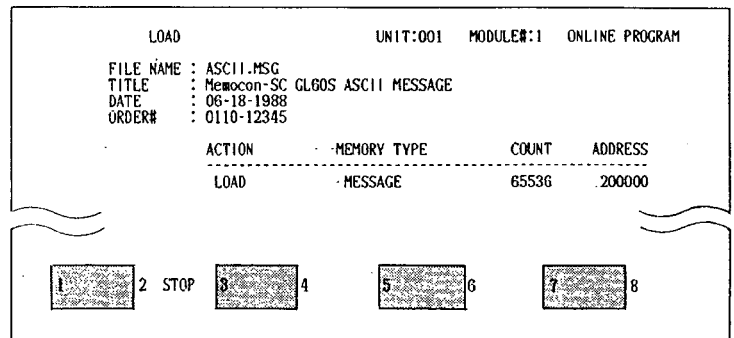 LOAD UNIT:001 MODULE#:1 ONLINE PROGRAM
FILE NAME : ASCII.MSG
TITLE : Memocon-SC GL60S ASCII MESSAGE
DATE : 06-18-1988
ORDER# : 0110-12345
ACTION MEMORY TYPE COUNT ADDRESS
LOAD MESSAGE 65536 200000
1 2 STOP 3 4 5 6 7 8